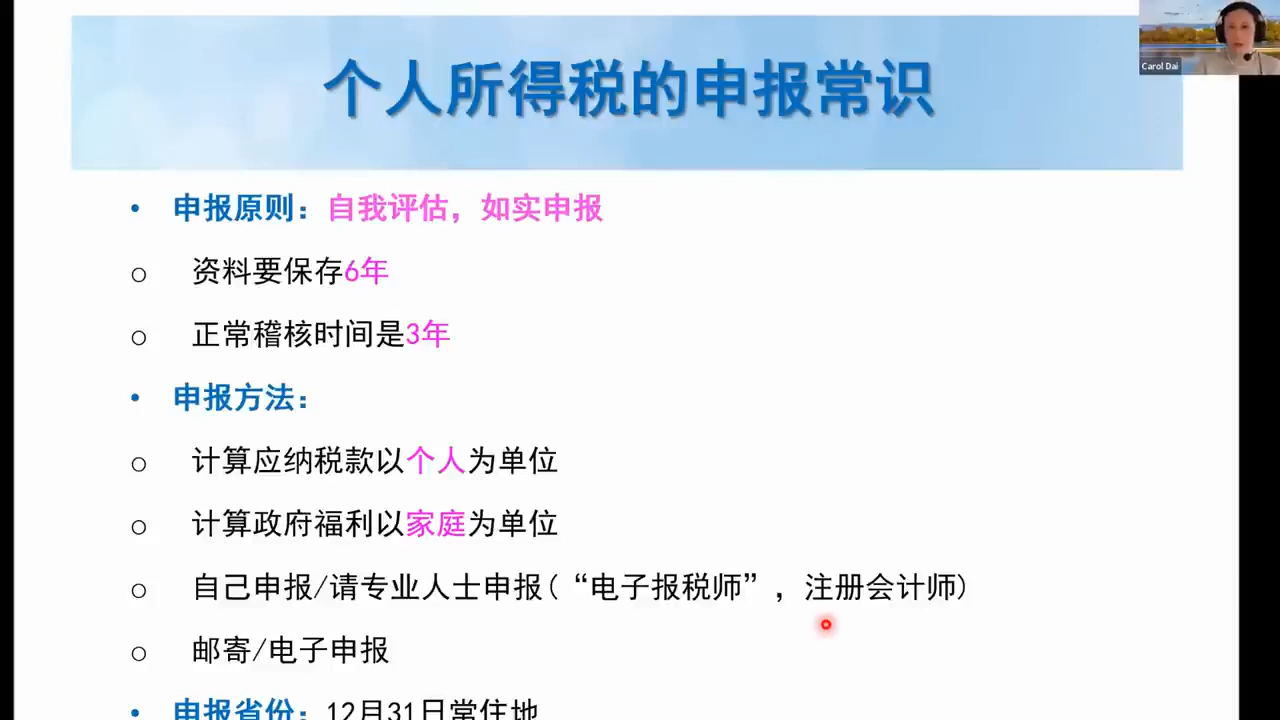 个人所得税的申报常识
Carol Dai
• 申报原则：自我评估，如实申报
o 资料要保存6年
o 正常稽核时间是3年
• 申报方法：
o 计算应纳税款以个人为单位
o 计算政府福利以家庭为单位
o 自己申报/请专业人士申报(“电子报税师”，注册会计师)
o 邮寄/电子申报
• 申报省份：12月31日常住地